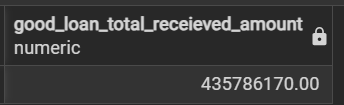 good_loan_total_receieved_amount
numeric
435786170.00